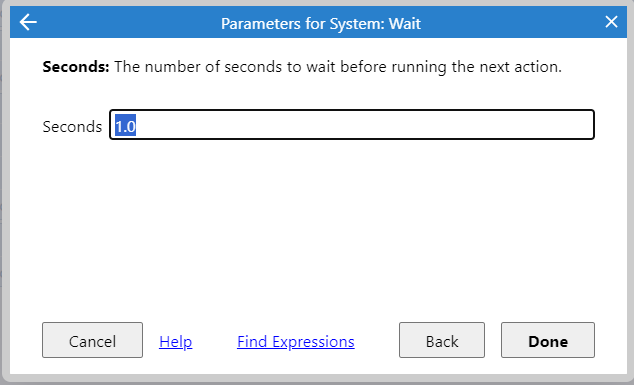 Parameters for System: Wait
Seconds: The number of seconds to wait before running the next action.
Seconds 1.0
Cancel Help Find Expressions Back Done